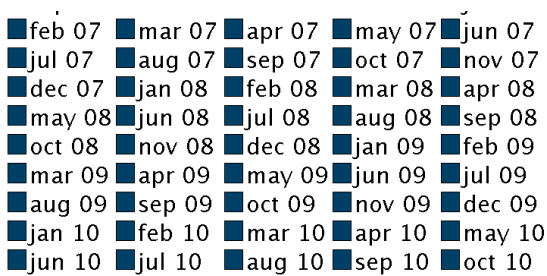 feb 07 mar 07 apr 07 may 07 jun 07
jul 07 aug 07 sep 07 oct 07 nov 07
dec 07 jan 08 feb 08 mar 08 apr 08
may 08 jun 08 jul 08 aug 08 sep 08
oct 08 nov 08 dec 08 jan 09 feb 09
mar 09 apr 09 may 09 jun 09 jul 09
aug 09 sep 09 oct 09 nov 09 dec 09
jan 10 feb 10 mar 10 apr 10 may 10
jun 10 jul 10 aug 10 sep 10 oct 10